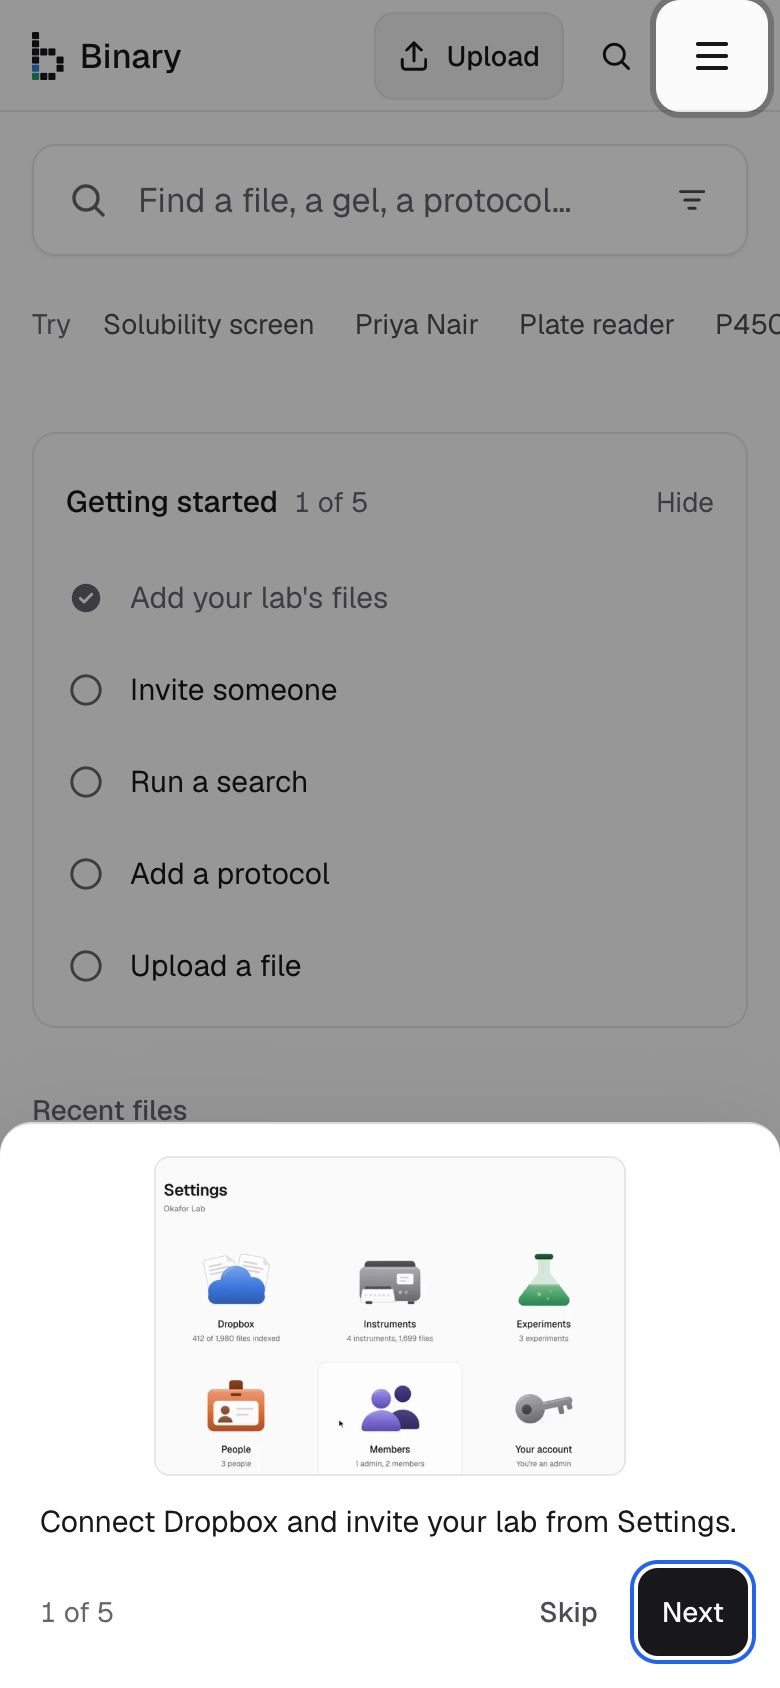 Binary
Upload
Find a file, a gel, a protocol...
Try Solubility screen Priya Nair Plate reader P450
Getting started 1 of 5 Hide
Add your lab's files
Invite someone
Run a search
Add a protocol
Upload a file
Recent files
Settings
Okafor Lab
Dropbox Instruments Experiments
412 of 1,980 files indexed 4 instruments, 1,699 files 3 experiments
People Members Your account
3 people 1 admin, 2 members You're an admin
Connect Dropbox and invite your lab from Settings.
1 of 5 Skip Next